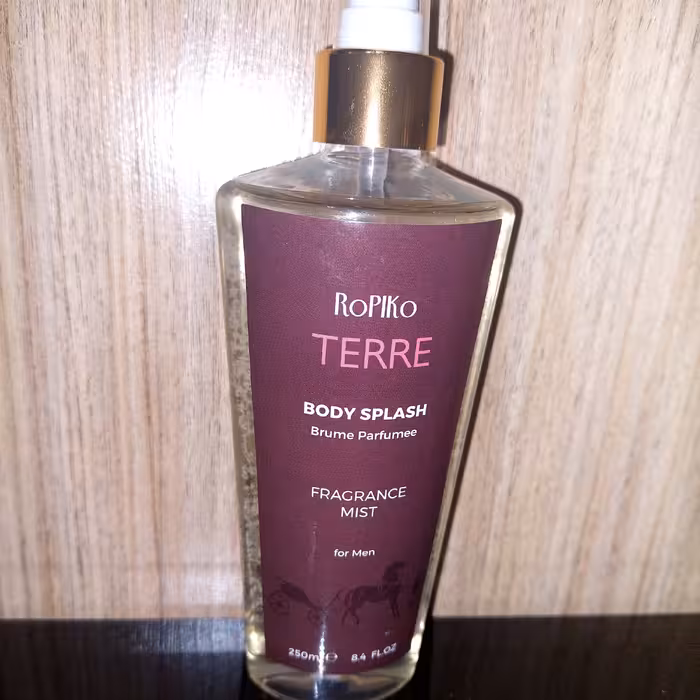 RoPIKo
TERRE
BODY SPLASH
Brume Parfumee
FRAGRANCE
MIST
for Men
250ml ℮ 8.4 FL.OZ